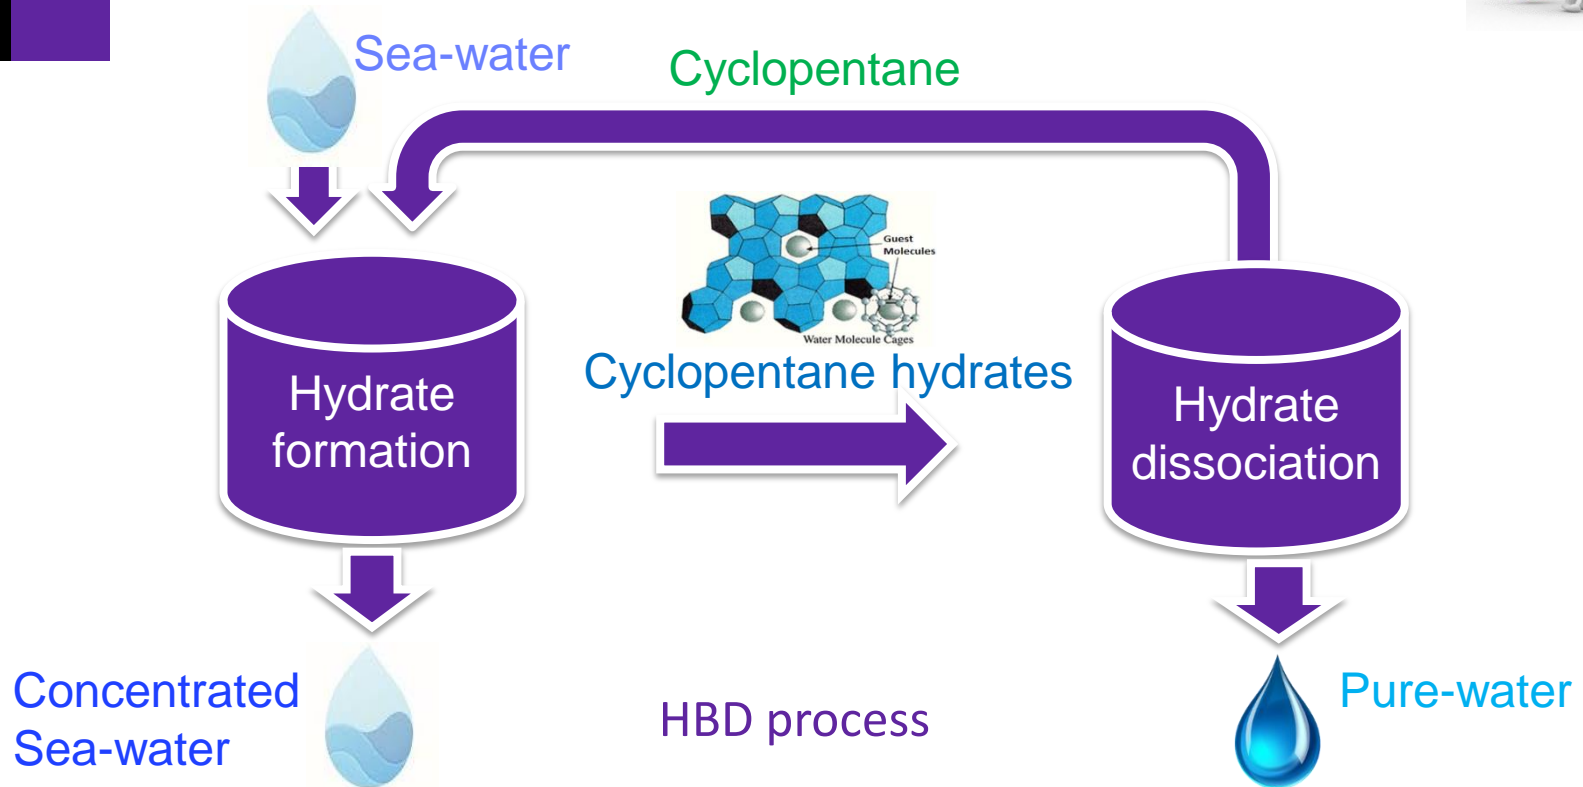 Sea-water
Cyclopentane
Guest
Molecules
Water Molecule Cages
Cyclopentane hydrates
Hydrate
formation
Hydrate
dissociation
Concentrated
Sea-water
HBD process
Pure-water